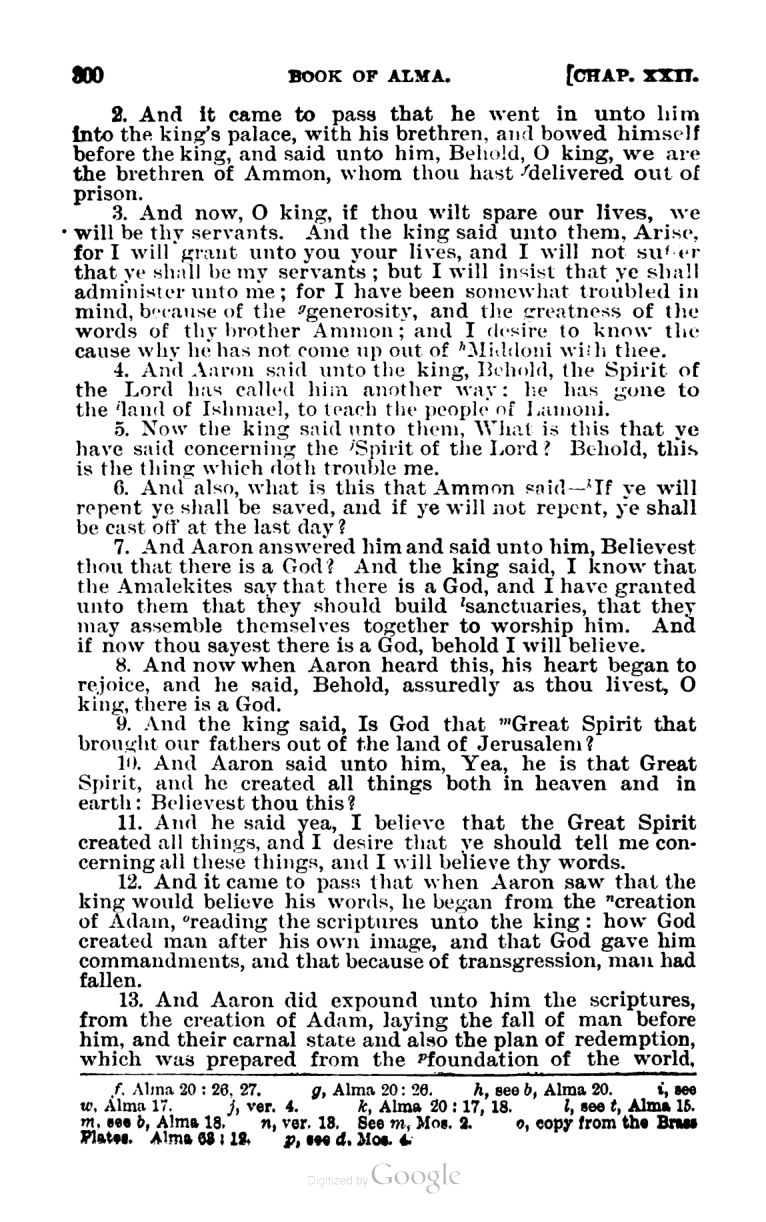 300 BOOK OF ALMA. [CHAP. XXII.
2. And it came to pass that he went in unto him
into the king's palace, with his brethren, and bowed himself
before the king, and said unto him, Behold, O king, we are
the brethren of Ammon, whom thou hast fdelivered out of
prison.
3. And now, O king, if thou wilt spare our lives, we
will be thy servants. And the king said unto them, Arise,
for I will grant unto you your lives, and I will not suffer
that ye shall be my servants; but I will insist that ye shall
administer unto me; for I have been somewhat troubled in
mind, because of the ggenerosity, and the greatness of the
words of thy brother Ammon; and I desire to know the
cause why he has not come up out of hMiddoni with thee.
4. And Aaron said unto the king, Behold, the Spirit of
the Lord has called him another way: he has gone to
the iland of Ishmael, to teach the people of Lamoni.
5. Now the king said unto them, What is this that ye
have said concerning the jSpirit of the Lord? Behold, this
is the thing which doth trouble me.
6. And also, what is this that Ammon said—kIf ye will
repent ye shall be saved, and if ye will not repent, ye shall
be cast off at the last day?
7. And Aaron answered him and said unto him, Believest
thou that there is a God? And the king said, I know that
the Amalekites say that there is a God, and I have granted
unto them that they should build lsanctuaries, that they
may assemble themselves together to worship him. And
if now thou sayest there is a God, behold I will believe.
8. And now when Aaron heard this, his heart began to
rejoice, and he said, Behold, assuredly as thou livest, O
king, there is a God.
9. And the king said, Is God that mGreat Spirit that
brought our fathers out of the land of Jerusalem?
10. And Aaron said unto him, Yea, he is that Great
Spirit, and he created all things both in heaven and in
earth: Believest thou this?
11. And he said yea, I believe that the Great Spirit
created all things, and I desire that ye should tell me con-
cerning all these things, and I will believe thy words.
12. And it came to pass that when Aaron saw that the
king would believe his words, he began from the ncreation
of Adam, oreading the scriptures unto the king: how God
created man after his own image, and that God gave him
commandments, and that because of transgression, man had
fallen.
13. And Aaron did expound unto him the scriptures,
from the creation of Adam, laying the fall of man before
him, and their carnal state and also the plan of redemption,
which was prepared from the pfoundation of the world,
f, Alma 20: 26, 27. g, Alma 20: 26. h, see b, Alma 20. i, see
w, Alma 17. j, ver. 4. k, Alma 20: 17, 18. l, see t, Alma 15.
m, see b, Alma 18. n, ver. 13. See m, Mos. 2. o, copy from the Brass
Plates. Alma 63: 12. p, see d, Mos. 4.
Digitized by Google